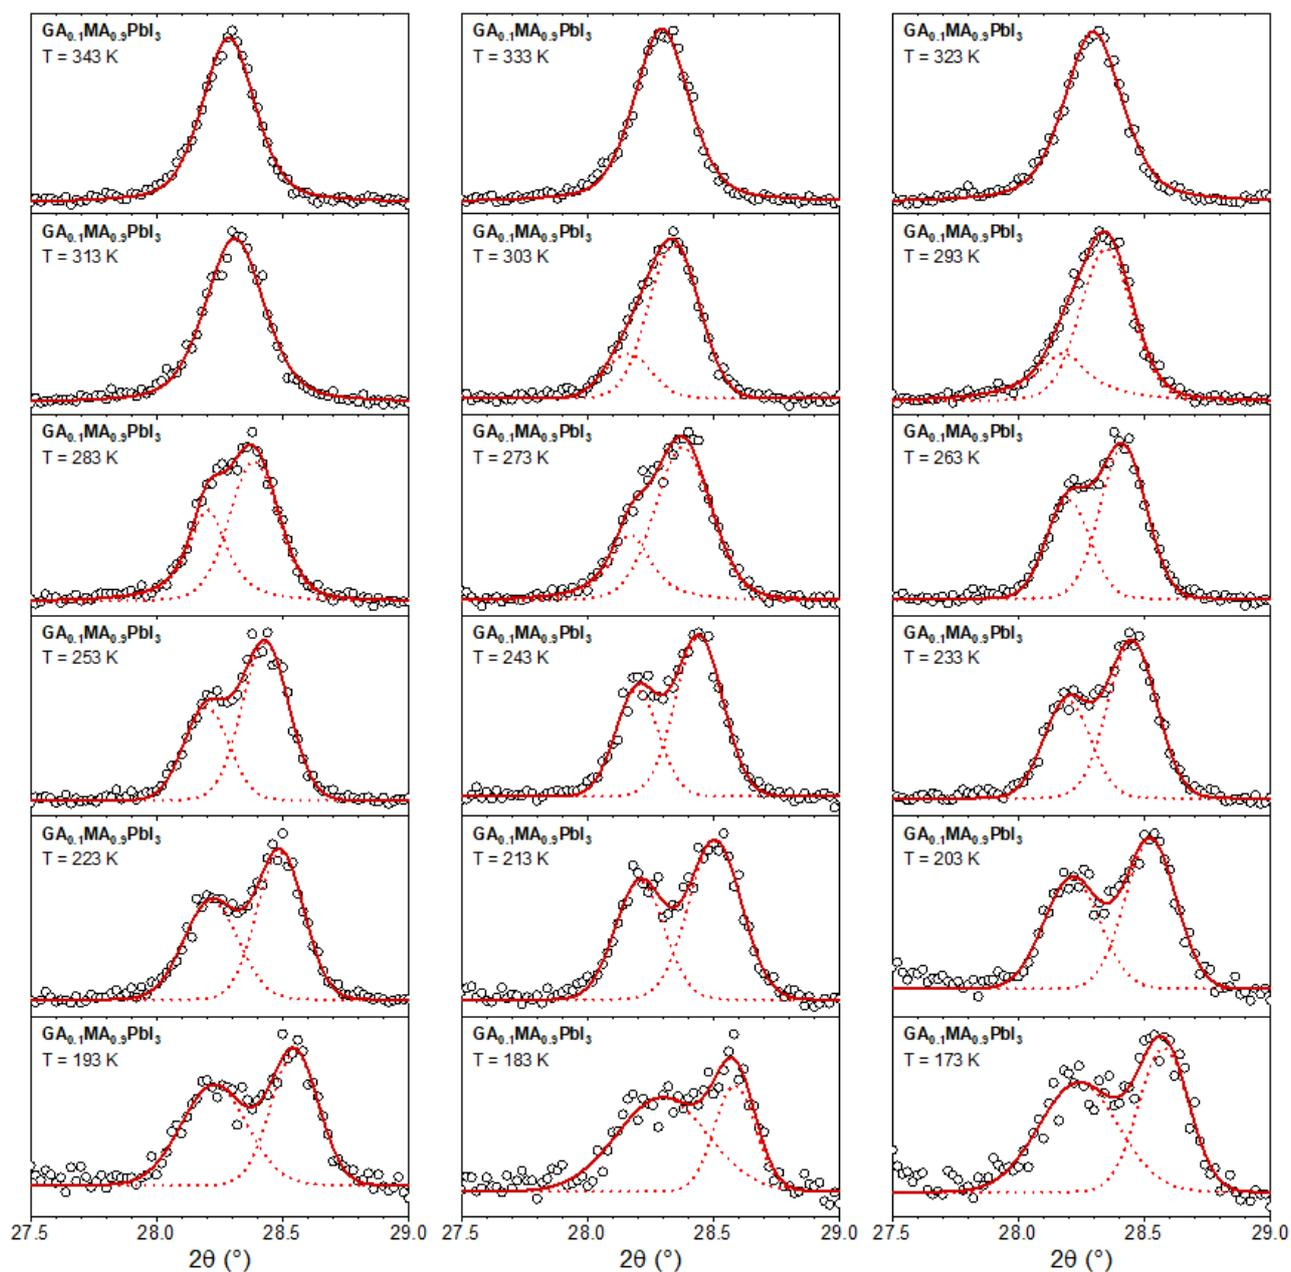 GA0.1MA0.9PbI3
T = 343 K
GA0.1MA0.9PbI3
T = 333 K
GA0.1MA0.9PbI3
T = 323 K
GA0.1MA0.9PbI3
T = 313 K
GA0.1MA0.9PbI3
T = 303 K
GA0.1MA0.9PbI3
T = 293 K
GA0.1MA0.9PbI3
T = 283 K
GA0.1MA0.9PbI3
T = 273 K
GA0.1MA0.9PbI3
T = 263 K
GA0.1MA0.9PbI3
T = 253 K
GA0.1MA0.9PbI3
T = 243 K
GA0.1MA0.9PbI3
T = 233 K
GA0.1MA0.9PbI3
T = 223 K
GA0.1MA0.9PbI3
T = 213 K
GA0.1MA0.9PbI3
T = 203 K
GA0.1MA0.9PbI3
T = 193 K
GA0.1MA0.9PbI3
T = 183 K
GA0.1MA0.9PbI3
T = 173 K
27.5 28.0 28.5 29.0
27.5 28.0 28.5 29.0
27.5 28.0 28.5 29.0
2θ (°)
2θ (°)
2θ (°)